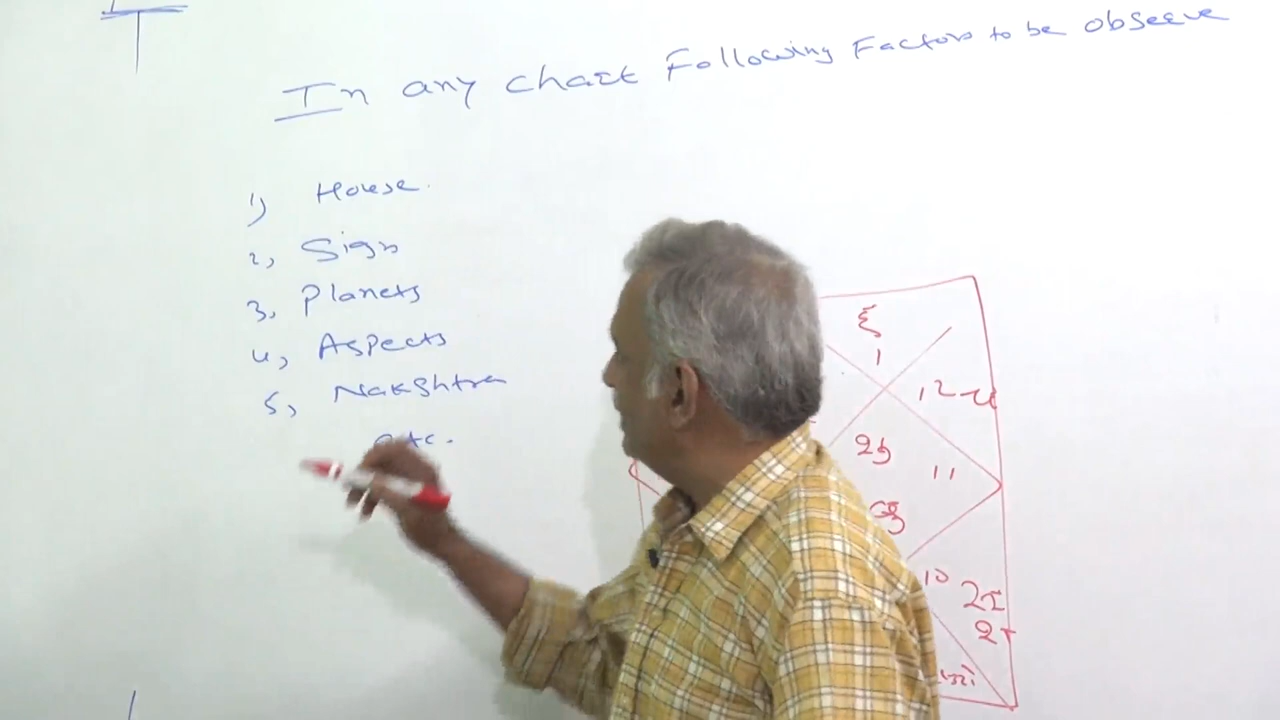 In any Chart Following Factors to be observe
1) House.
2, Sign
3, Planets
4, Aspects
5, Nakshtra
etc.
1
12
11
10